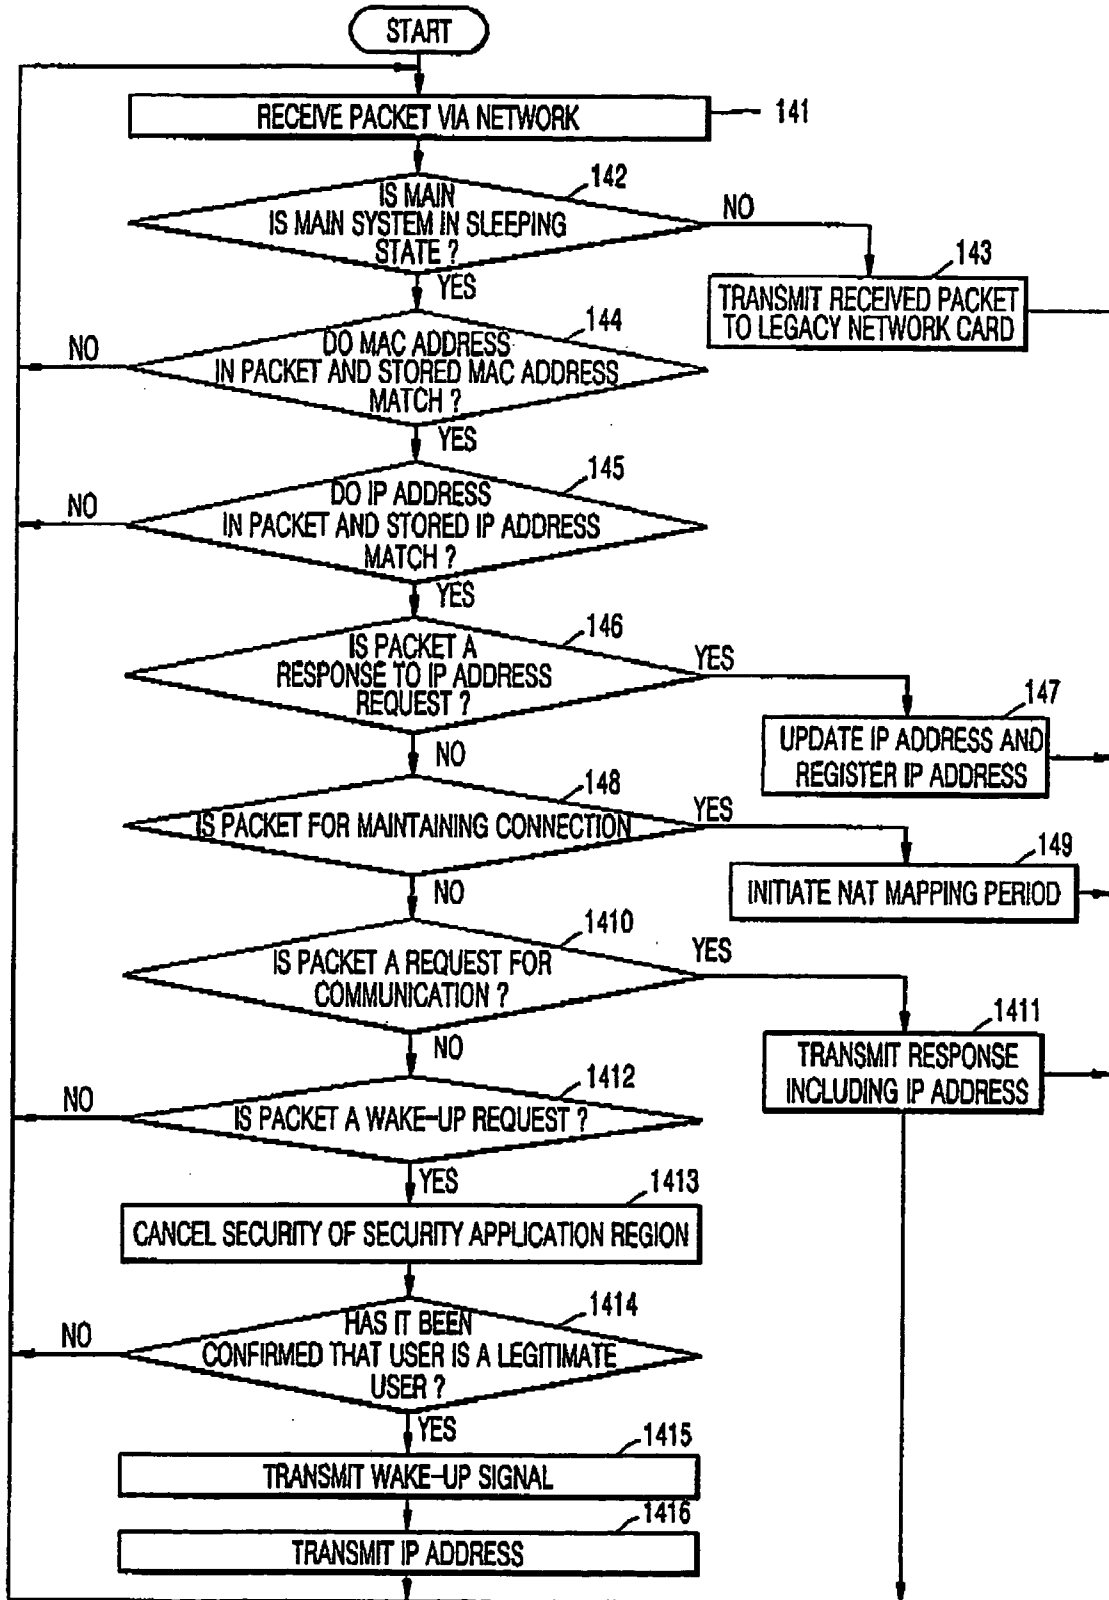 START
RECEIVE PACKET VIA NETWORK
141
142
IS MAIN
IS MAIN SYSTEM IN SLEEPING
STATE ?
NO
YES
143
TRANSMIT RECEIVED PACKET
TO LEGACY NETWORK CARD
144
NO
DO MAC ADDRESS
IN PACKET AND STORED MAC ADDRESS
MATCH ?
YES
145
NO
DO IP ADDRESS
IN PACKET AND STORED IP ADDRESS
MATCH ?
YES
146
IS PACKET A
RESPONSE TO IP ADDRESS
REQUEST ?
YES
NO
147
UPDATE IP ADDRESS AND
REGISTER IP ADDRESS
148
IS PACKET FOR MAINTAINING CONNECTION
YES
NO
149
INITIATE NAT MAPPING PERIOD
1410
IS PACKET A REQUEST FOR
COMMUNICATION ?
YES
NO
1411
TRANSMIT RESPONSE
INCLUDING IP ADDRESS
1412
NO
IS PACKET A WAKE-UP REQUEST ?
YES
1413
CANCEL SECURITY OF SECURITY APPLICATION REGION
1414
NO
HAS IT BEEN
CONFIRMED THAT USER IS A LEGITIMATE
USER ?
YES
1415
TRANSMIT WAKE-UP SIGNAL
1416
TRANSMIT IP ADDRESS